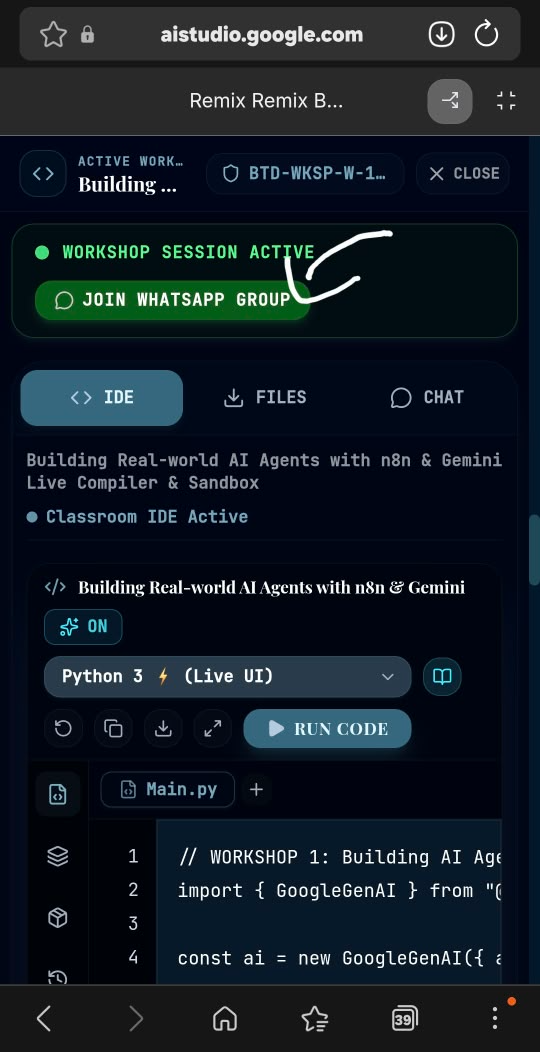 aistudio.google.com
Remix Remix B...
ACTIVE WORK…
Building ...
BTD-WKSP-W-1…
CLOSE
WORKSHOP SESSION ACTIVE
JOIN WHATSAPP GROUP
IDE
FILES
CHAT
Building Real-world AI Agents with n8n & Gemini
Live Compiler & Sandbox
Classroom IDE Active
Building Real-world AI Agents with n8n & Gemini
ON
Python 3 ⚡ (Live UI)
RUN CODE
Main.py
+
1 // WORKSHOP 1: Building AI Age
2 import { GoogleGenAI } from "@
3
4 const ai = new GoogleGenAI({ a
39